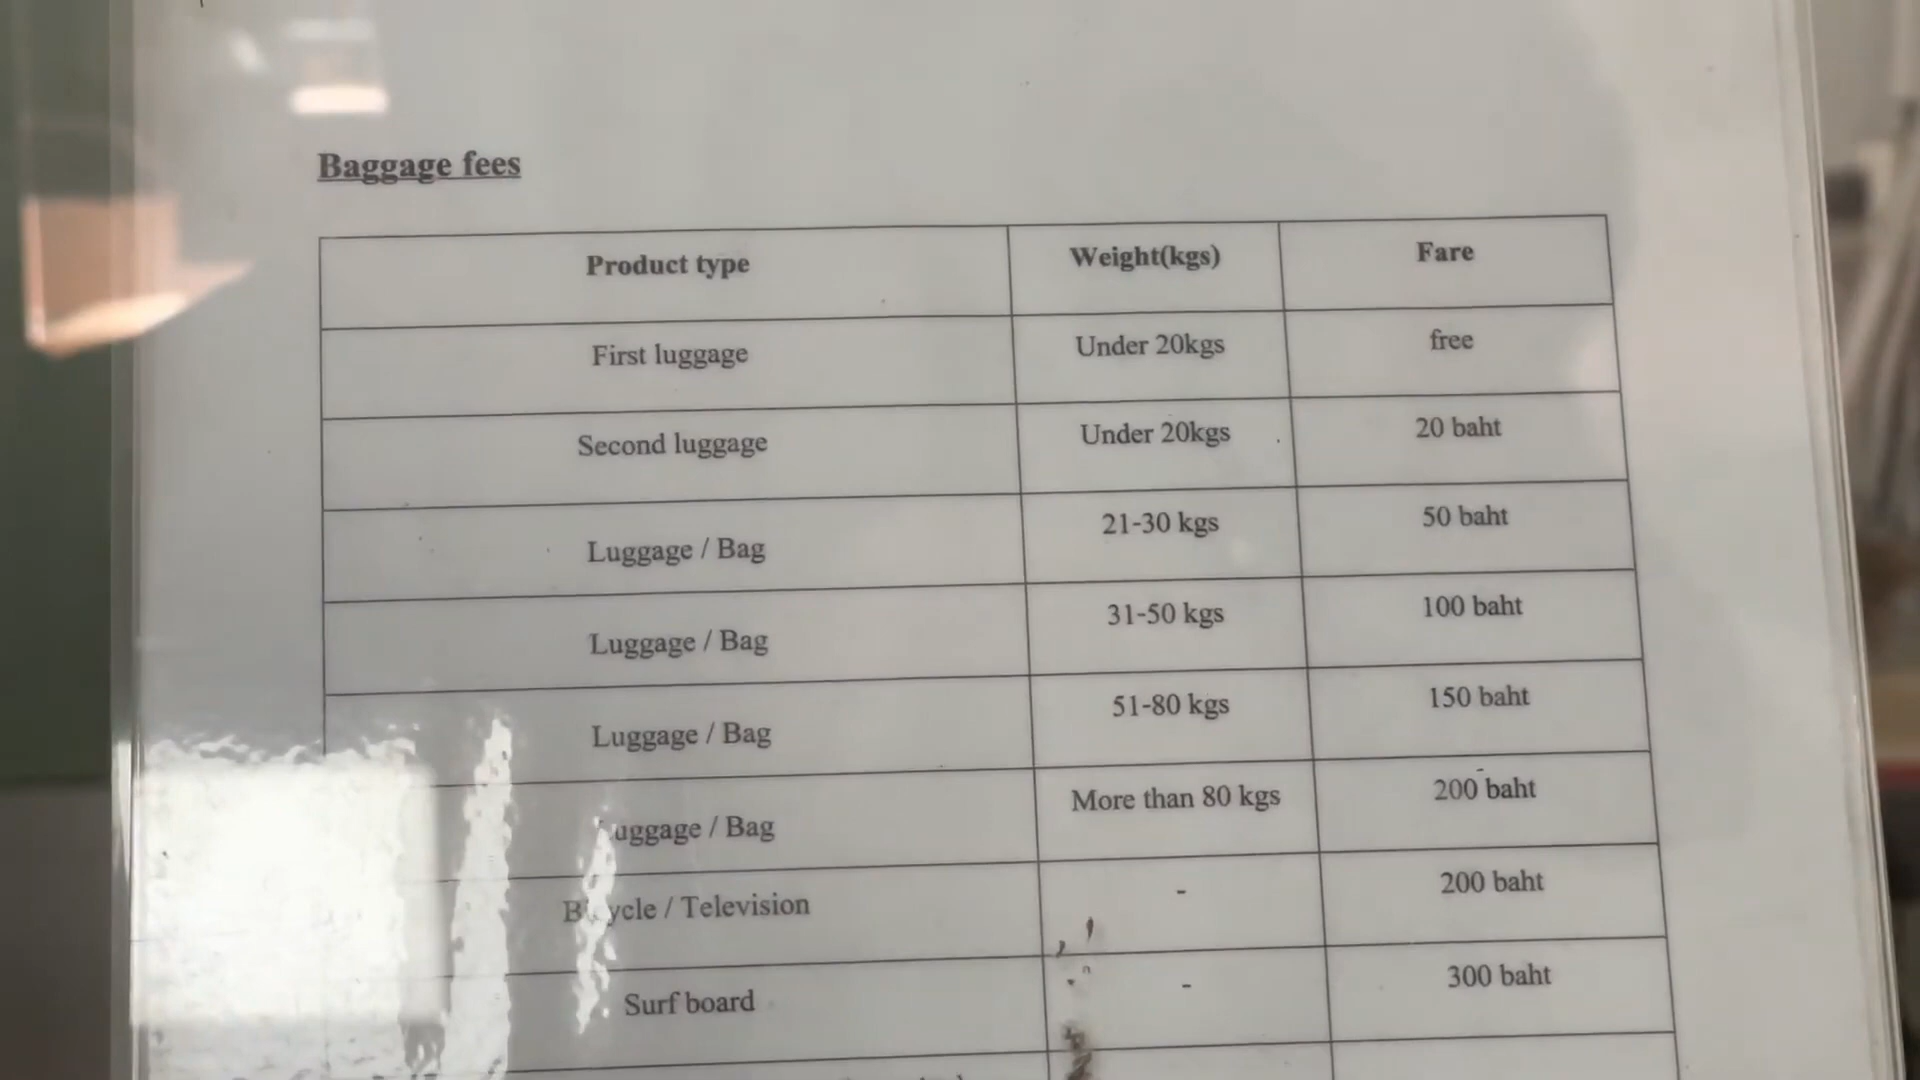 Baggage fees
Product type Weight(kgs) Fare
First luggage Under 20kgs free
Second luggage Under 20kgs 20 baht
Luggage / Bag 21-30 kgs 50 baht
Luggage / Bag 31-50 kgs 100 baht
Luggage / Bag 51-80 kgs 150 baht
Luggage / Bag More than 80 kgs 200 baht
Bicycle / Television - 200 baht
Surf board - 300 baht